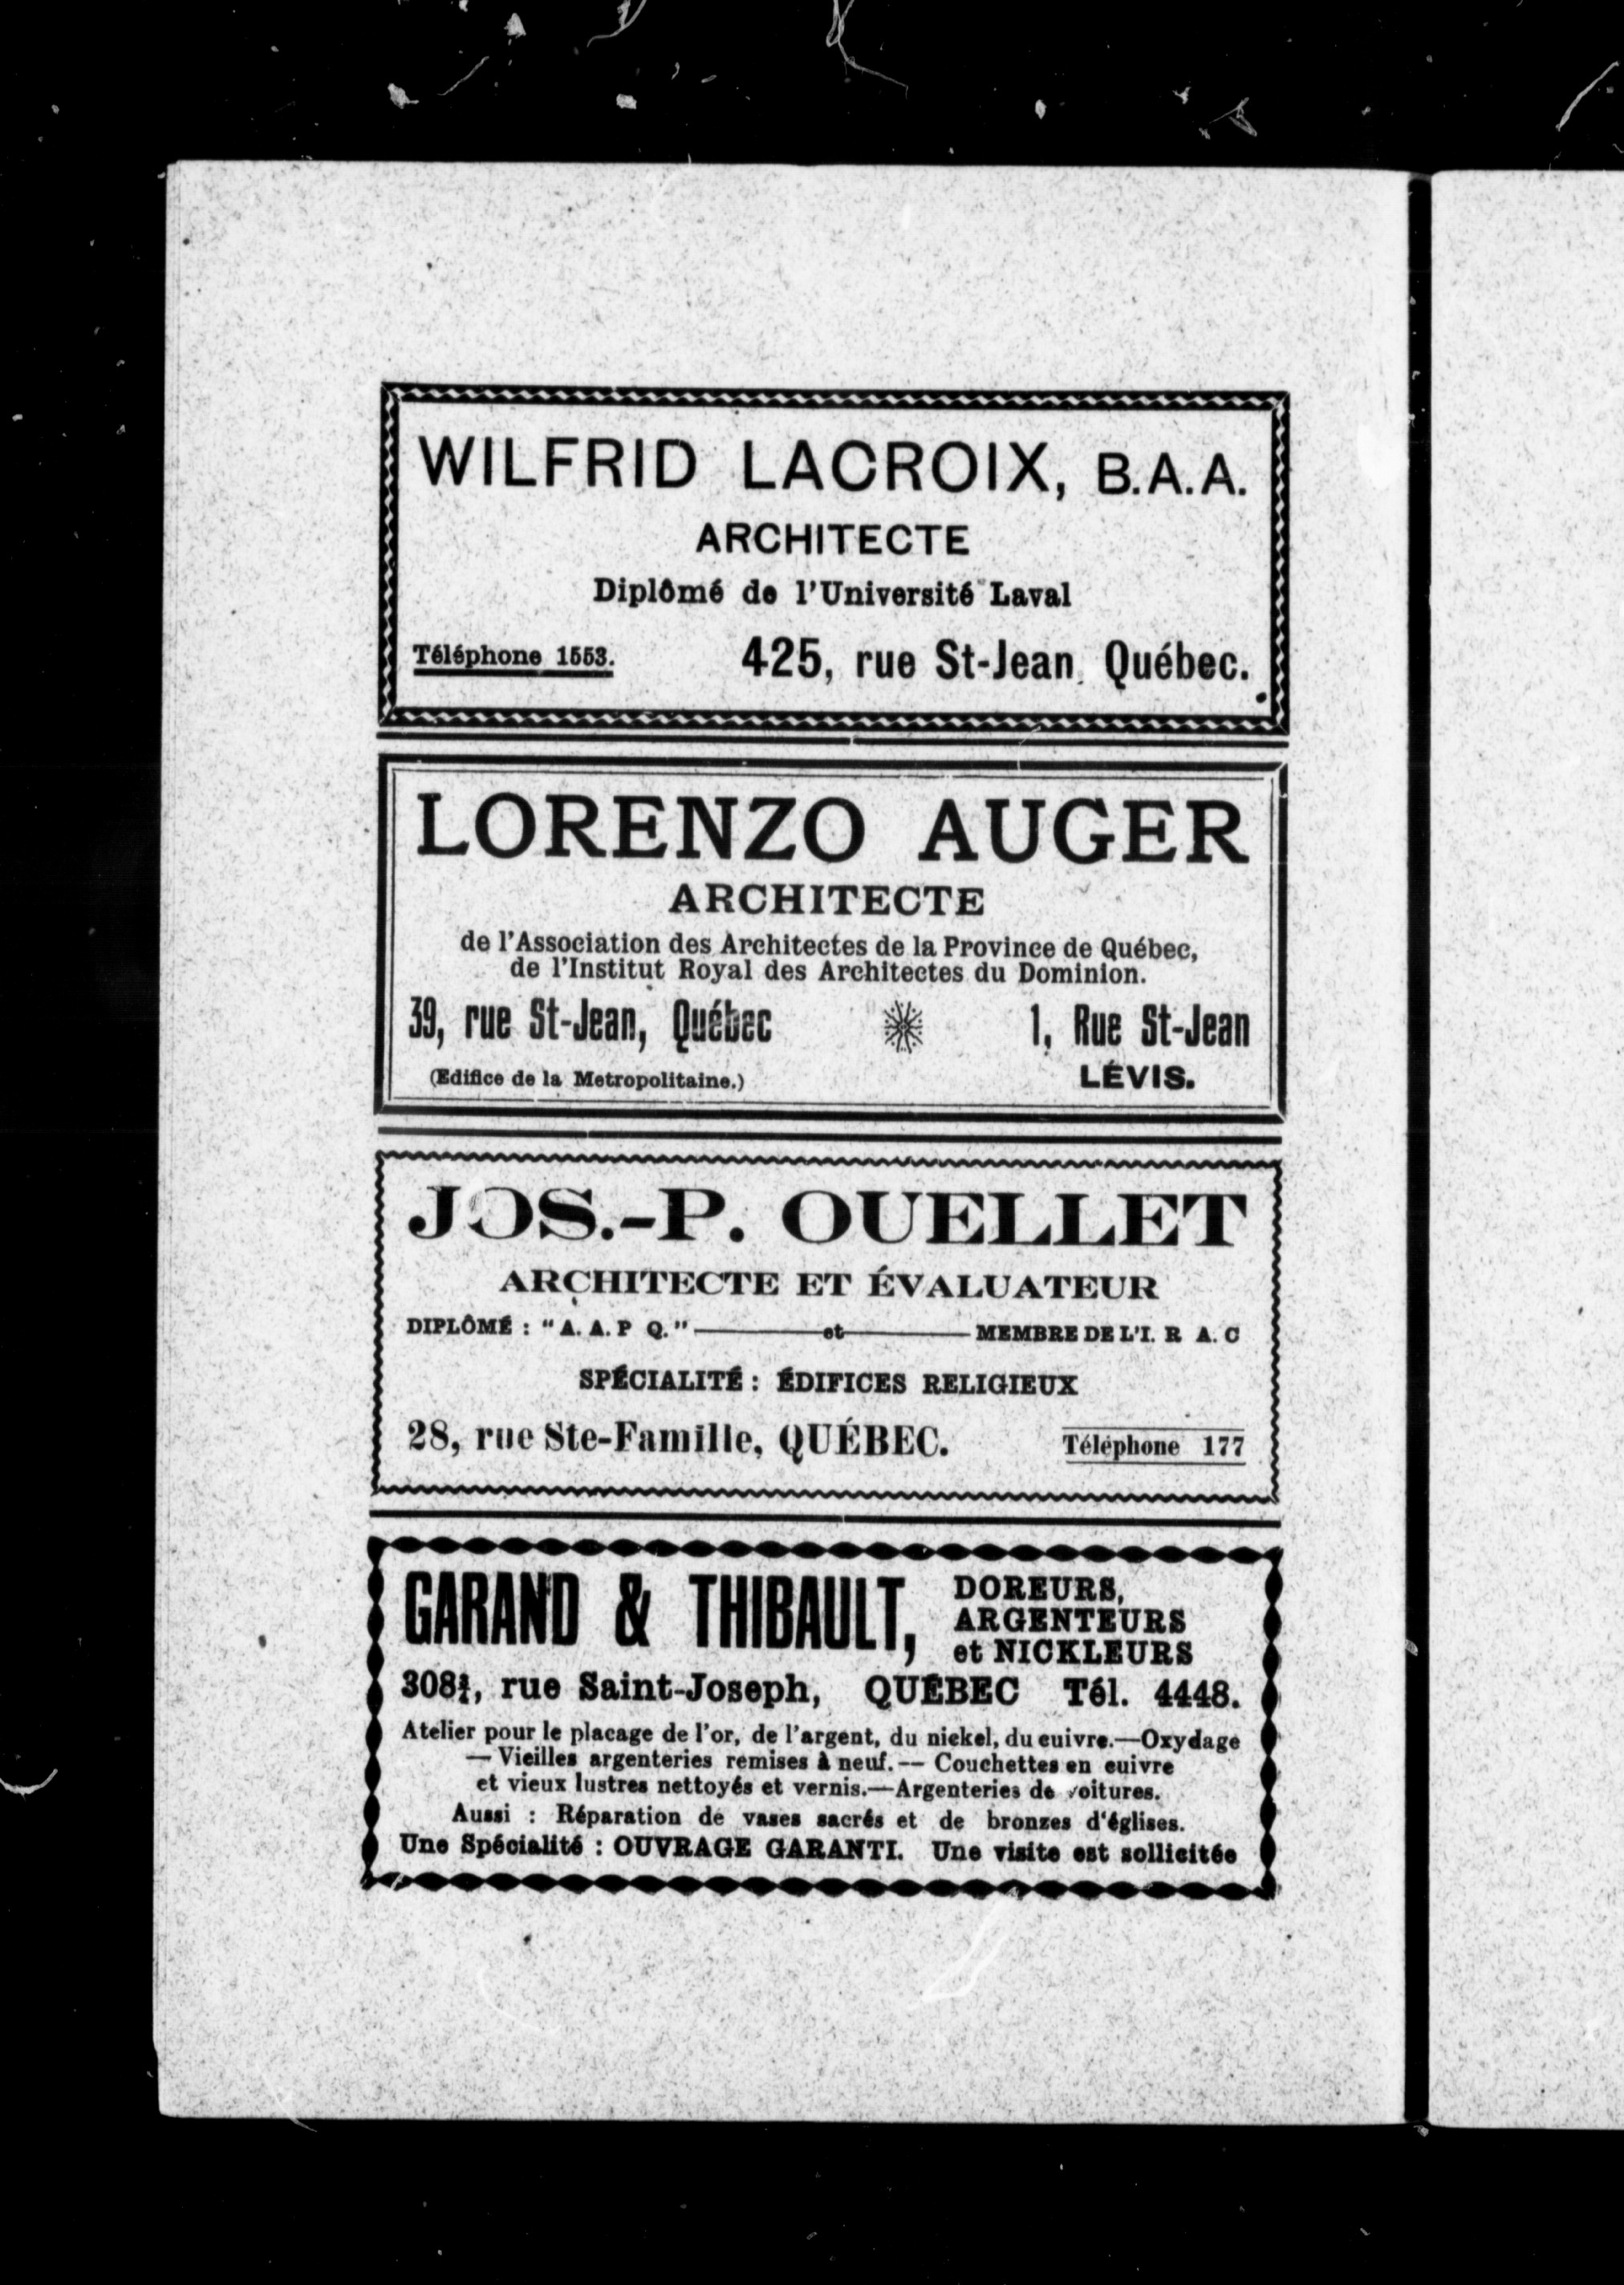 WILFRID LACROIX, B.A.A.
ARCHITECTE
Diplômé de l'Université Laval
Téléphone 1553. 425, rue St-Jean, Québec.
LORENZO AUGER
ARCHITECTE
de l'Association des Architectes de la Province de Québec,
de l'Institut Royal des Architectes du Dominion.
39, rue St-Jean, Québec 1, Rue St-Jean
(Edifice de la Metropolitaine.) LÉVIS.
JOS.-P. OUELLET
ARCHITECTE ET ÉVALUATEUR
DIPLÔMÉ : "A. A. P Q." — et — MEMBRE DE L'I. R A. C
SPÉCIALITÉ : ÉDIFICES RELIGIEUX
28, rue Ste-Famille, QUÉBEC. Téléphone 177
GARAND & THIBAULT, DOREURS,
ARGENTEURS
et NICKLEURS
rue Saint-Joseph, QUÉBEC Tél. 4448.
Atelier pour le placage de l'or, de l'argent, du nickel, du cuivre.—Oxydage
— Vieilles argenteries remises à neuf. — Couchettes en cuivre
et vieux lustres nettoyés et vernis.—Argenteries de voitures.
Aussi : Réparation de vases sacrés et de bronzes d'églises.
Une Spécialité : OUVRAGE GARANTI. Une visite est sollicitée